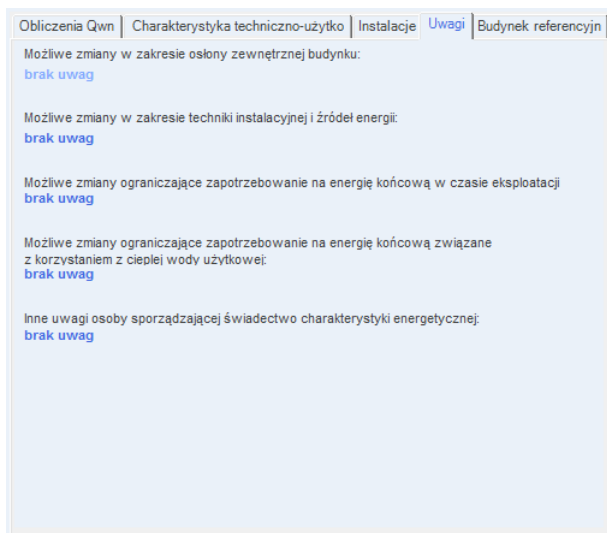 Obliczenia Qwn Charakterystyka techniczno-użytko Instalacje Uwagi Budynek referencyjn
Możliwe zmiany w zakresie osłony zewnętrznej budynku:
brak uwag
Możliwe zmiany w zakresie techniki instalacyjnej i źródeł energii:
brak uwag
Możliwe zmiany ograniczające zapotrzebowanie na energię końcową w czasie eksploatacji
brak uwag
Możliwe zmiany ograniczające zapotrzebowanie na energię końcową związane
z korzystaniem z ciepłej wody użytkowej:
brak uwag
Inne uwagi osoby sporządzającej świadectwo charakterystyki energetycznej:
brak uwag